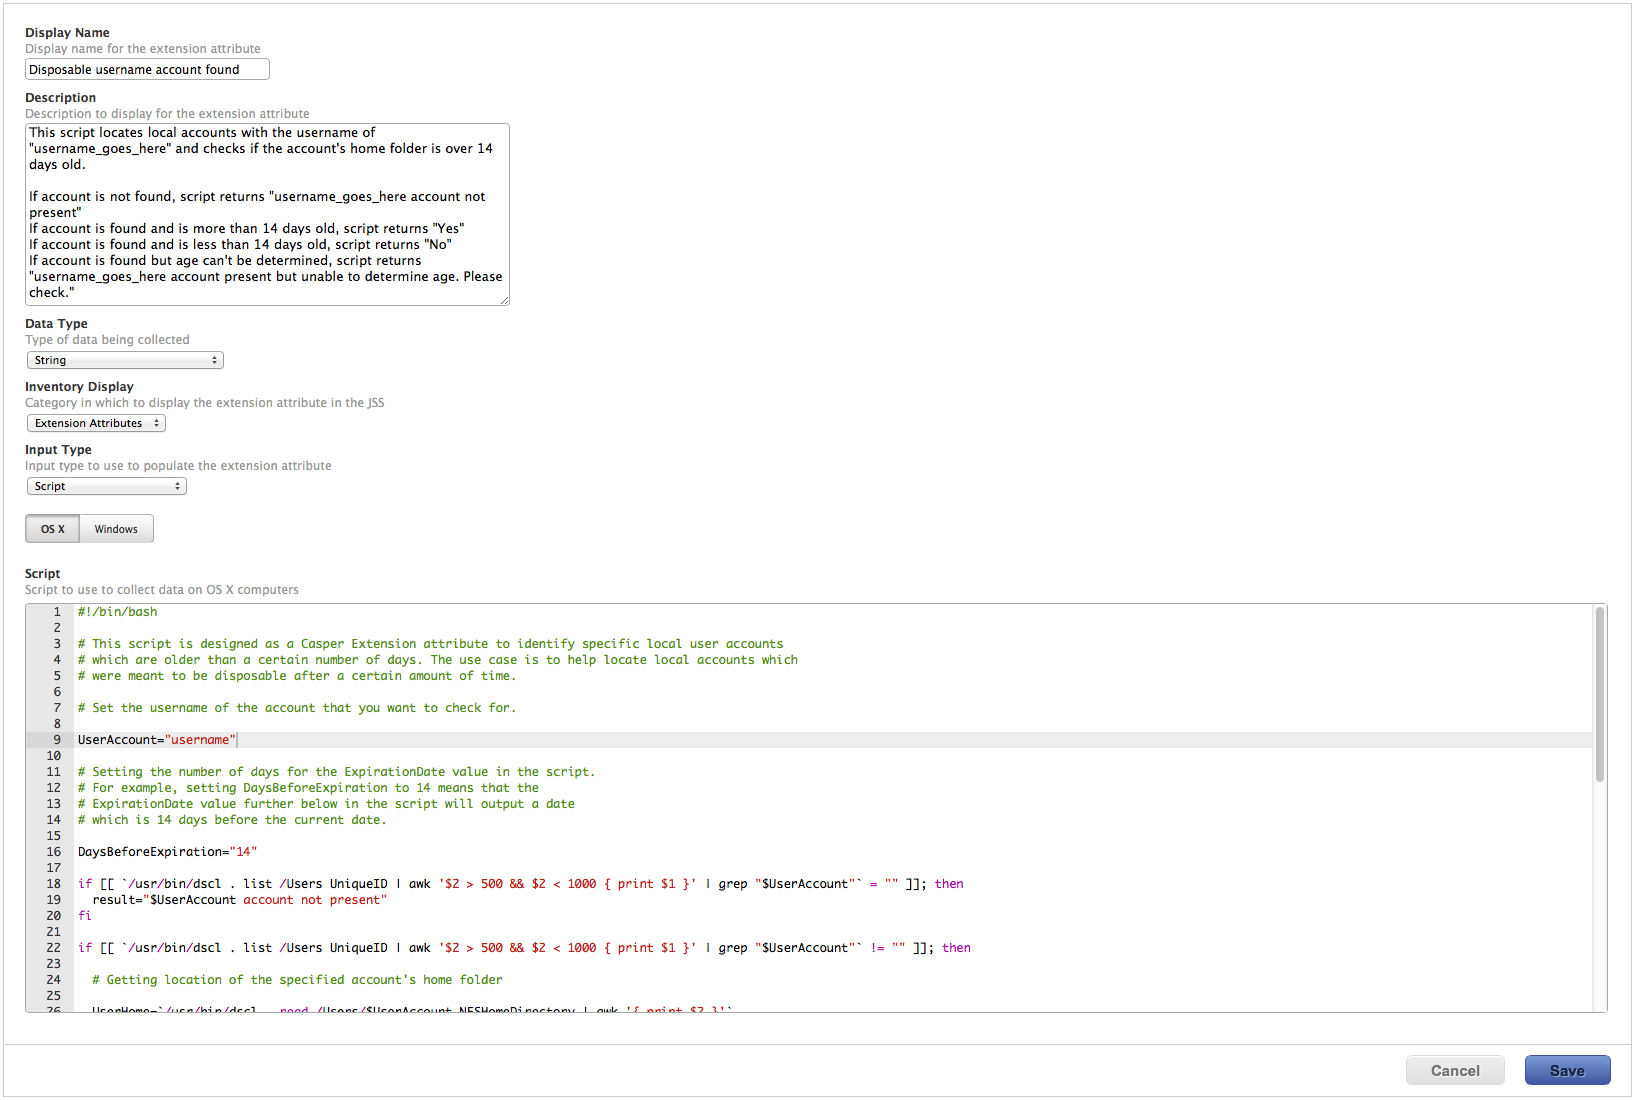 Display Name
Display name for the extension attribute
Disposable username account found
Description
Description to display for the extension attribute
This script locates local accounts with the username of
"username_goes_here" and checks if the account's home folder is over 14
days old.
If account is not found, script returns "username_goes_here account not
present"
If account is found and is more than 14 days old, script returns "Yes"
If account is found and is less than 14 days old, script returns "No"
If account is found but age can't be determined, script returns
"username_goes_here account present but unable to determine age. Please
check."
Data Type
Type of data being collected
String
Inventory Display
Category in which to display the extension attribute in the JSS
Extension Attributes
Input Type
Input type to use to populate the extension attribute
Script
OS X Windows
Script
Script to use to collect data on OS X computers
1 #!/bin/bash
2
3 # This script is designed as a Casper Extension attribute to identify specific local user accounts
4 # which are older than a certain number of days. The use case is to help locate local accounts which
5 # were meant to be disposable after a certain amount of time.
6
7 # Set the username of the account that you want to check for.
8
9 UserAccount="username"
10
11 # Setting the number of days for the ExpirationDate value in the script.
12 # For example, setting DaysBeforeExpiration to 14 means that the
13 # ExpirationDate value further below in the script will output a date
14 # which is 14 days before the current date.
15
16 DaysBeforeExpiration="14"
17
18 if [[ `/usr/bin/dscl . list /Users UniqueID | awk '$2 > 500 && $2 < 1000 { print $1 }' | grep "$UserAccount"` = "" ]]; then
19 result="$UserAccount account not present"
20 fi
21
22 if [[ `/usr/bin/dscl . list /Users UniqueID | awk '$2 > 500 && $2 < 1000 { print $1 }' | grep "$UserAccount"` != "" ]]; then
23
24 # Getting location of the specified account's home folder
25
26 UserHome=`/usr/bin/dscl . read /Users/$UserAccount NFSHomeDirectory | awk '{ print $2 }'`
Cancel Save